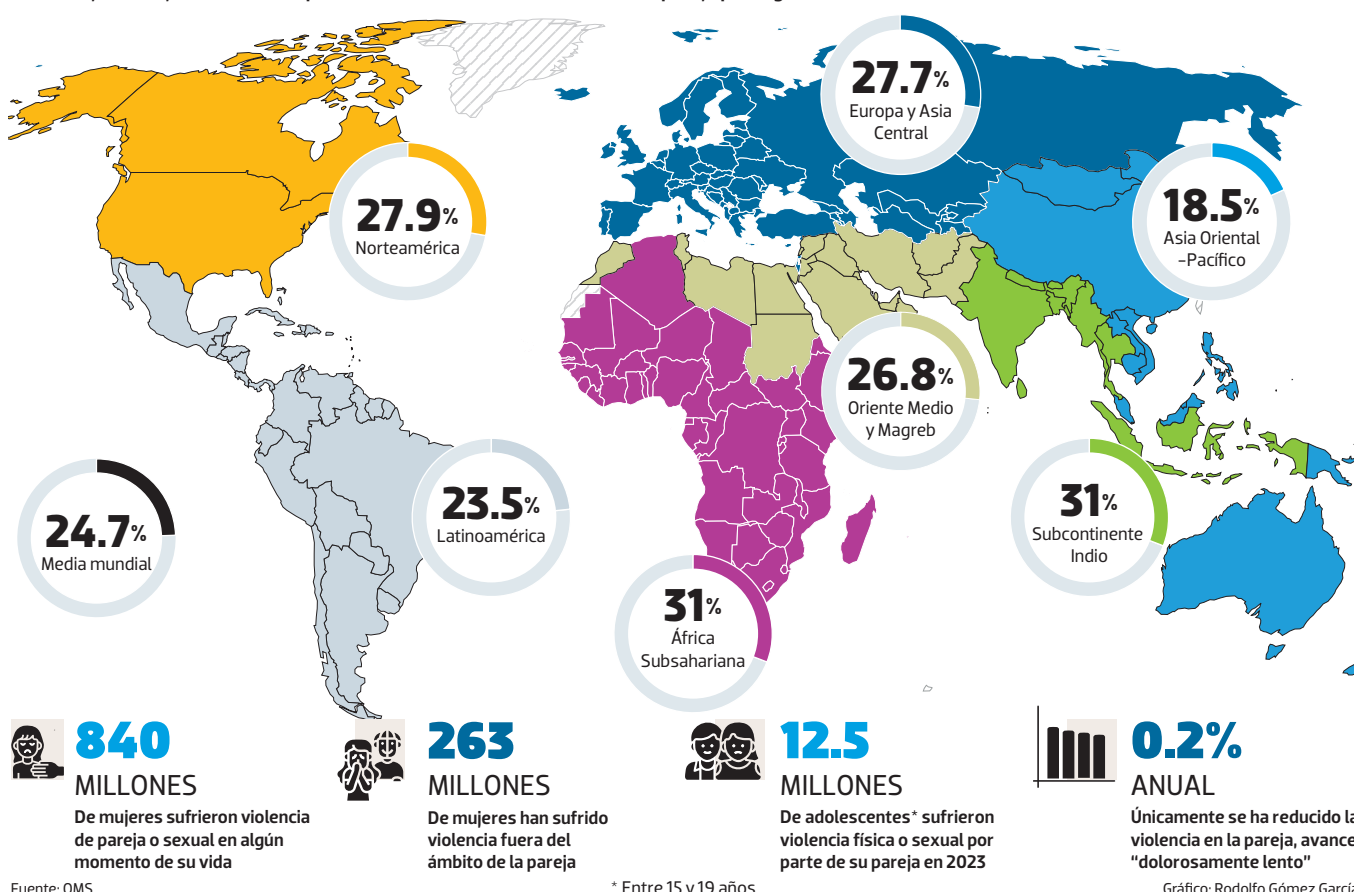 27.7%
Europa y Asia
Central
27.9%
Norteamérica
18.5%
Asia Oriental
-Pacífico
26.8%
Oriente Medio
y Magreb
24.7%
Media mundial
23.5%
Latinoamérica
31%
Subcontinente
Indio
31%
África
Subsahariana
840
MILLONES
De mujeres sufrieron violencia
de pareja o sexual en algún
momento de su vida
263
MILLONES
De mujeres han sufrido
violencia fuera del
ámbito de la pareja
12.5
MILLONES
De adolescentes* sufrieron
violencia física o sexual por
parte de su pareja en 2023
0.2%
ANUAL
Únicamente se ha reducido la
violencia en la pareja, avance
“dolorosamente lento”
Fuente: OMS
* Entre 15 y 19 años
Gráfico: Rodolfo Gómez García